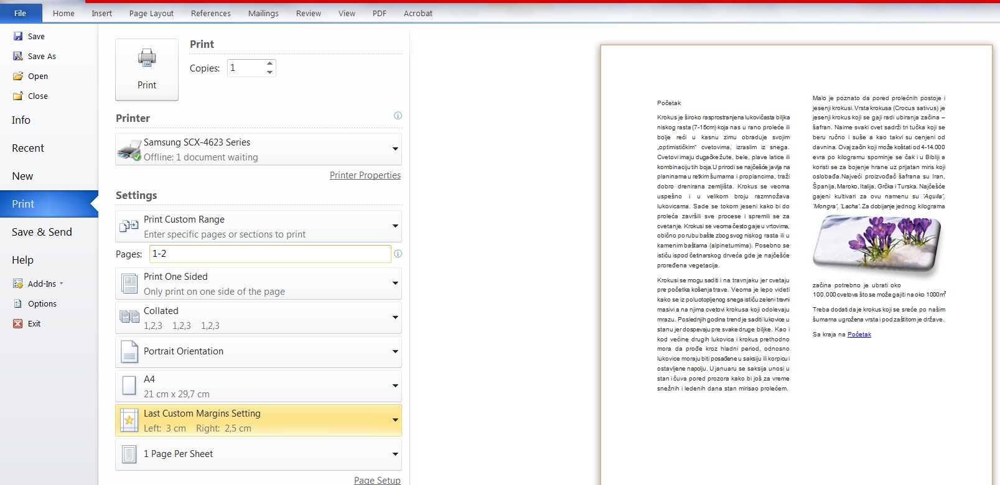 File Home Insert Page Layout References Mailings Review View PDF Acrobat
Save
Save As
Open
Close
Info
Recent
New
Print
Save & Send
Help
Add-Ins
Options
Exit
Print
Print
Copies: 1
Printer
Samsung SCX-4623 Series
Offline: 1 document waiting
Printer Properties
Settings
Print Custom Range
Enter specific pages or sections to print
Pages: 1-2
Print One Sided
Only print on one side of the page
Collated
1,2,3 1,2,3 1,2,3
Portrait Orientation
A4
21 cm x 29,7 cm
Last Custom Margins Setting
Left: 3 cm Right: 2,5 cm
1 Page Per Sheet
Page Setup
Početak
Krokus je široko rasprostranjena lukovičasta biljka
niskog rasta (7-15cm) koja nas u rano proleće ili
bolje reći u kasnu zimu obraduje svojim
„optimističkim“ cvetovima, izraslim iz snega.
Cvetovi imaju dugačke žute, bele, plave latice ili
kombinaciju tih boja.U prirodi se najčešće javlja na
planinama u retkim šumama i proplancima, traži
dobro drenirana zemljišta. Krokus se veoma
uspešno i u velikom broju razmnožava
lukovicama. Sade se tokom jeseni kako bi do
proleća završili sve procese i spremili se za
cvetanje. Krokusi se veoma često gaje u vrtovima,
obično po rubu bašte zbog svog niskog rasta ili u
kamenim baštama (alpinetumima). Posebno se
ističu ispod četinarskog drveća gde je najčešće
proređena vegetacija.
Krokusi se mogu saditi i na travnjaku jer cvetaju
pre početka košenja trave. Veoma je lepo videti
kako se iz poluotopljenog snega ističu zeleni travni
masivi a na njima cvetovi krokusa koji odolevaju
mrazu. Poslednjih godina trend je saditi lukovice u
stanu jer dospevaju pre svake druge biljke. Kao i
kod većine drugih lukovica i krokus prethodno
mora da prođe kroz hladni period, odnosno
lukovice moraju biti posađene u saksiju ili korpicu i
ostavljene napolju. U januaru se saksija unosi u
stan i čuva pored prozora kako bi još za vreme
snežnih i ledenih dana stan mirisao prolećem.
Malo je poznato da pored prolećnih postoje i
jesenji krokusi. Vrsta krokusa (Crocus sativus) je
jesenji krokus koji se gaji radi ubiranja začina –
šafran. Naime svaki cvet sadrži tri tučka koji se
beru ručno i suše a kao takvi su cenjeni od
davnina. Ovaj začin koji može koštati od 4-14.000
evra po kilogramu spominje se čak i u Bibliji a
koristi se za bojenje hrane uz prijatan miris koji
oslobađa.Najveći proizvođač šafrana su Iran,
Španija, Maroko, Italija, Grčka i Turska. Najčešće
gajeni kultivari za ovu namenu su 'Aquila',
'Mongra', 'Lacha'. Za dobijanje jednog kilograma
začina potrebno je ubrati oko
100.000 cvetova što se može gajiti na oko 1000m²
Treba dodati da je krokus koji se sreće po našim
šumama ugrožena vrsta i pod zaštitom je države.
Sa kraja na Početak